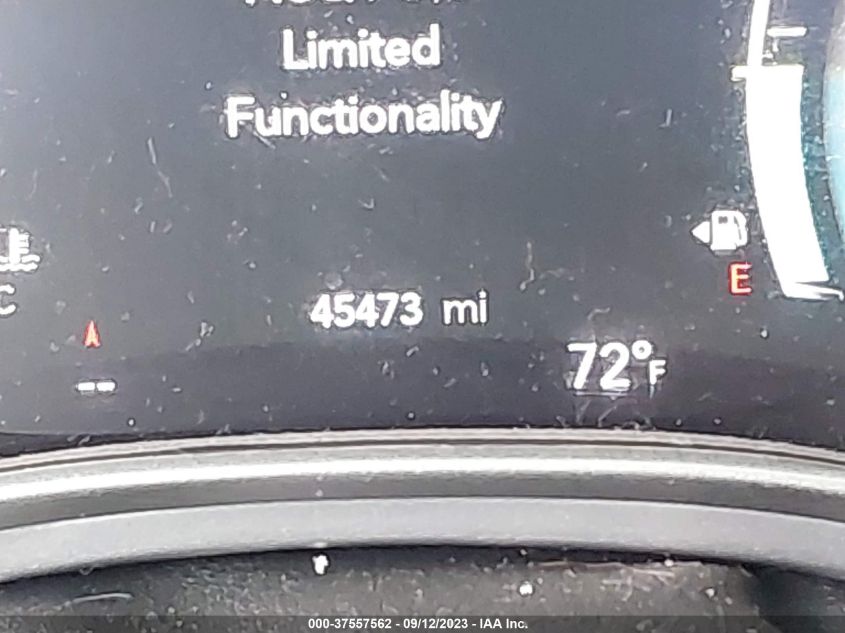 Limited
Functionality
E
C
45473 mi
72°F
--
000-37557562 - 09/12/2023 - IAA Inc.